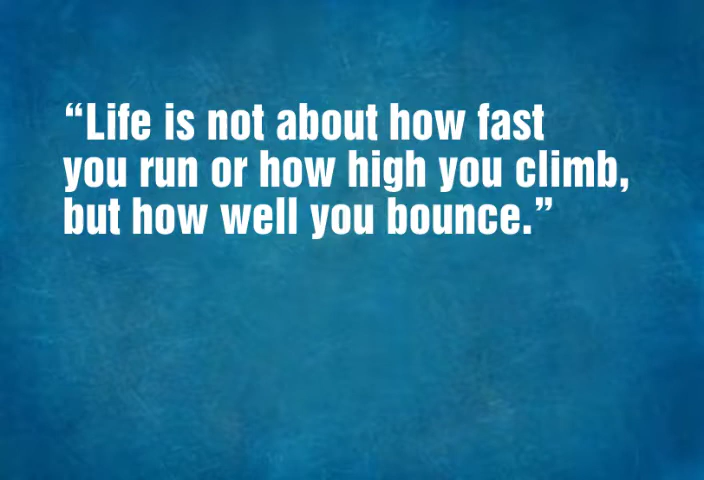 “Life is not about how fast
you run or how high you climb,
but how well you bounce.”